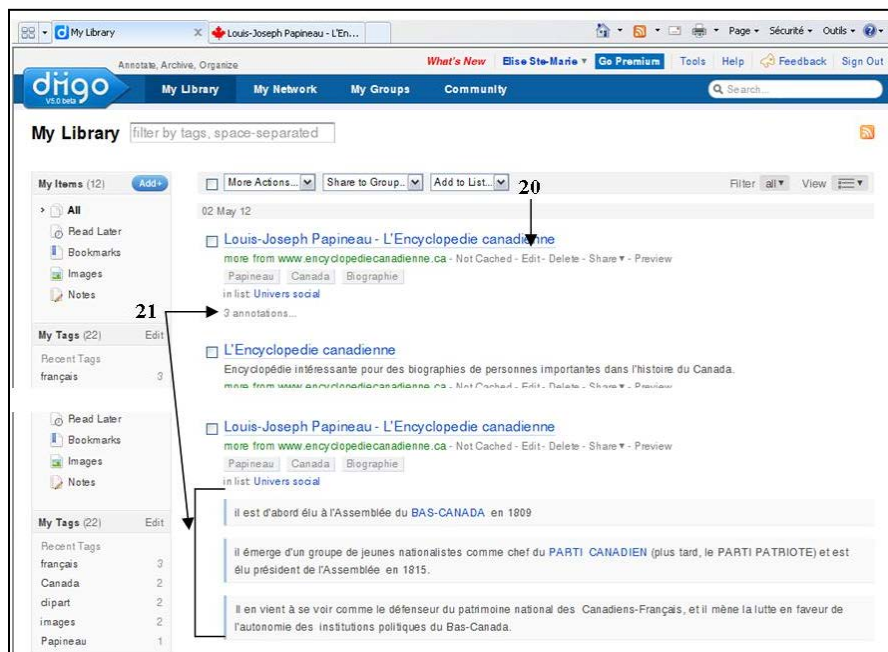 My Library x Louis-Joseph Papineau - L'En... Page Sécurité Outils
Annotate, Archive, Organize What's New Elise Ste-Marie Go Premium Tools Help Feedback Sign Out
diigo
V5.0 beta
My Library My Network My Groups Community Search...
My Library filter by tags, space-separated
My Items (12) Add+ More Actions... Share to Group.. Add to List... 20 Filter all View
All
02 May 12
Read Later
Louis-Joseph Papineau - L'Encyclopedie canadienne
Bookmarks
more from www.encyclopediecanadienne.ca - Not Cached - Edit - Delete - Share - Preview
Images
Papineau Canada Biographie
Notes
in list: Univers social
21
3 annotations...
My Tags (22) Edit
L'Encyclopedie canadienne
Recent Tags
français 3
Encyclopédie intéressante pour des biographies de personnes importantes dans l'histoire du Canada.
more from www.encyclopediecanadienne.ca - Not Cached - Edit - Delete - Share - Preview
Read Later
Louis-Joseph Papineau - L'Encyclopedie canadienne
Bookmarks
more from www.encyclopediecanadienne.ca - Not Cached - Edit - Delete - Share - Preview
Images
Papineau Canada Biographie
Notes
in list: Univers social
il est d'abord élu à l'Assemblée du BAS-CANADA en 1809
My Tags (22) Edit
Recent Tags
français 3
Canada 2
clipart 2
images 2
Papineau 1
il émerge d'un groupe de jeunes nationalistes comme chef du PARTI CANADIEN (plus tard, le PARTI PATRIOTE) et est
élu président de l'Assemblée en 1815.
Il en vient à se voir comme le défenseur du patrimoine national des Canadiens-Français, et il mène la lutte en faveur de
l'autonomie des institutions politiques du Bas-Canada.